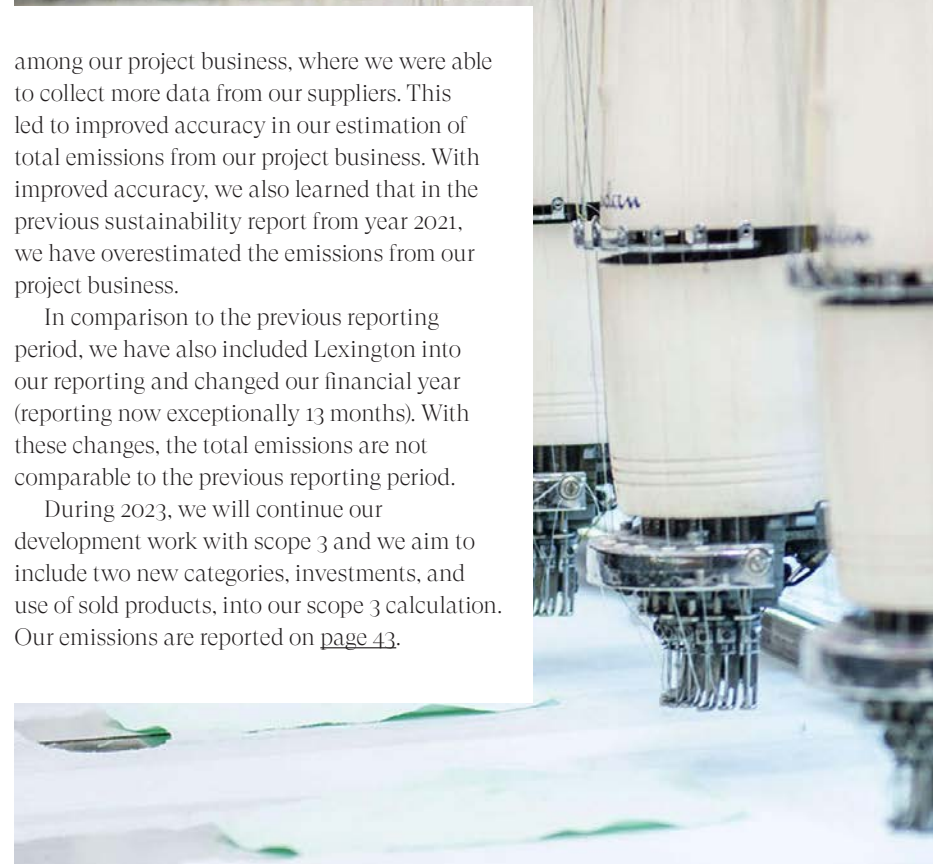 among our project business, where we were able
to collect more data from our suppliers. This
led to improved accuracy in our estimation of
total emissions from our project business. With
improved accuracy, we also learned that in the
previous sustainability report from year 2021,
we have overestimated the emissions from our
project business.
In comparison to the previous reporting
period, we have also included Lexington into
our reporting and changed our financial year
(reporting now exceptionally 13 months). With
these changes, the total emissions are not
comparable to the previous reporting period.
During 2023, we will continue our
development work with scope 3 and we aim to
include two new categories, investments, and
use of sold products, into our scope 3 calculation.
Our emissions are reported on page 43.